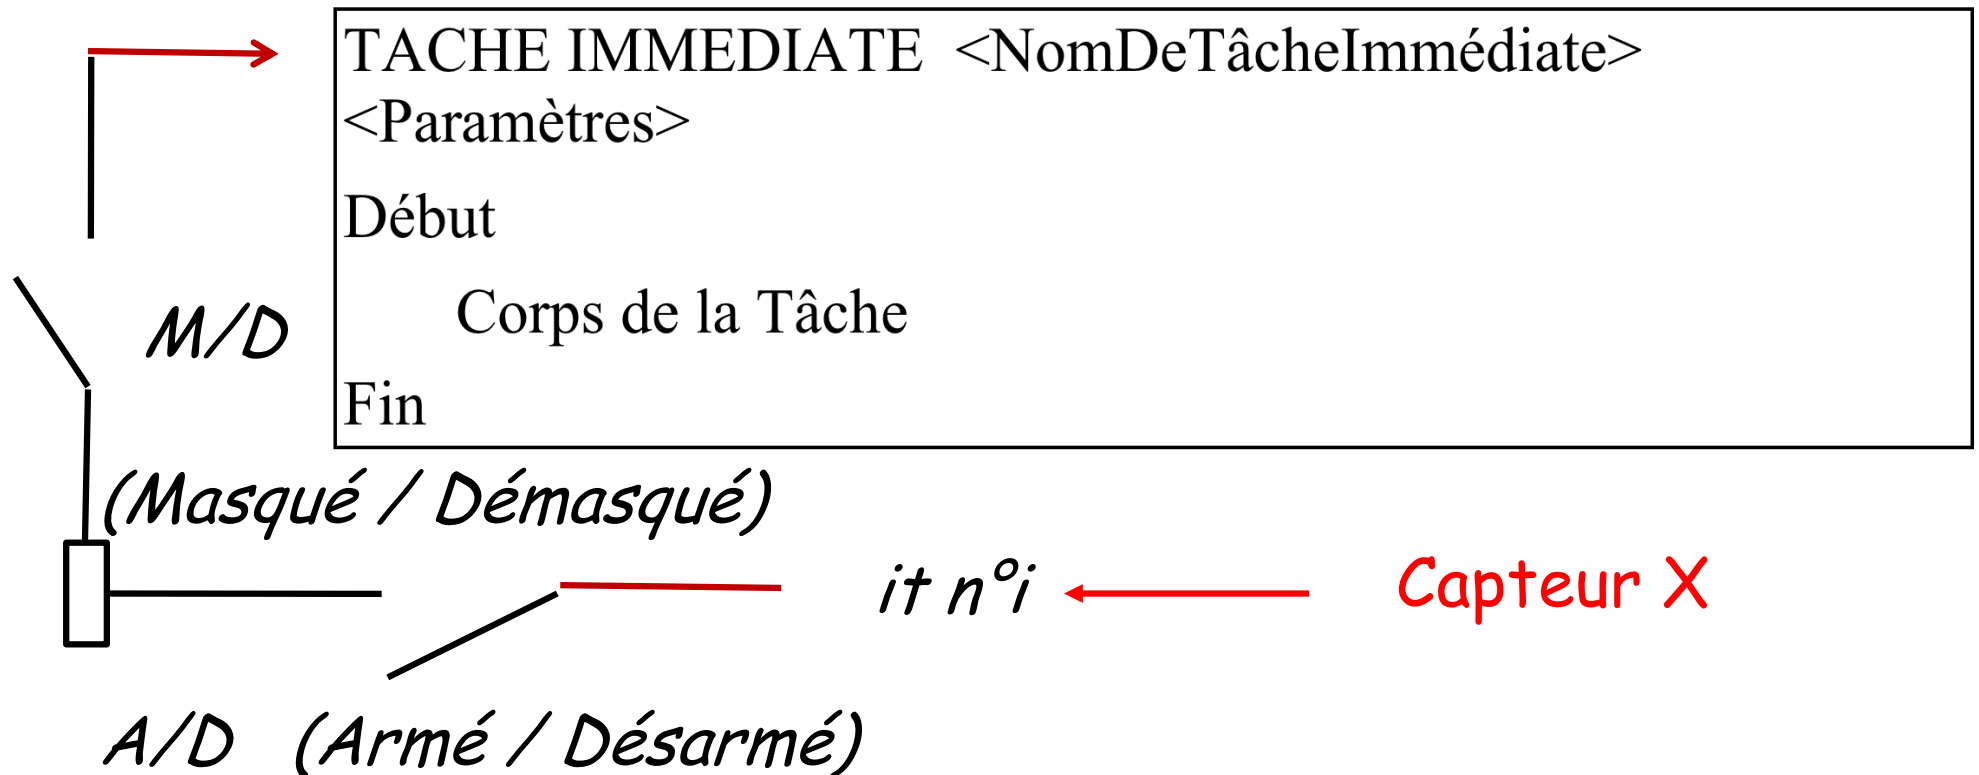 TACHE IMMEDIATE <NomDeTâcheImmédiate>
<Paramètres>
Début
Corps de la Tâche
M/D
Fin
(Masqué / Démasqué)
it n°i
Capteur X
A/D (Armé / Désarmé)